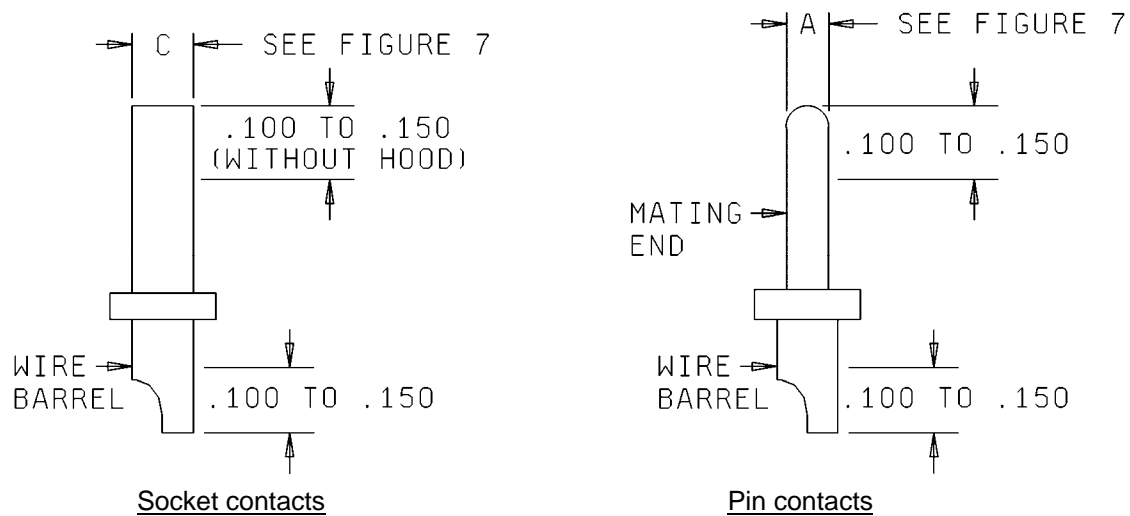 C SEE FIGURE 7
.100 TO .150
(WITHOUT HOOD)
WIRE
BARREL
.100 TO .150
Socket contacts
A SEE FIGURE 7
.100 TO .150
MATING
END
WIRE
BARREL
.100 TO .150
Pin contacts